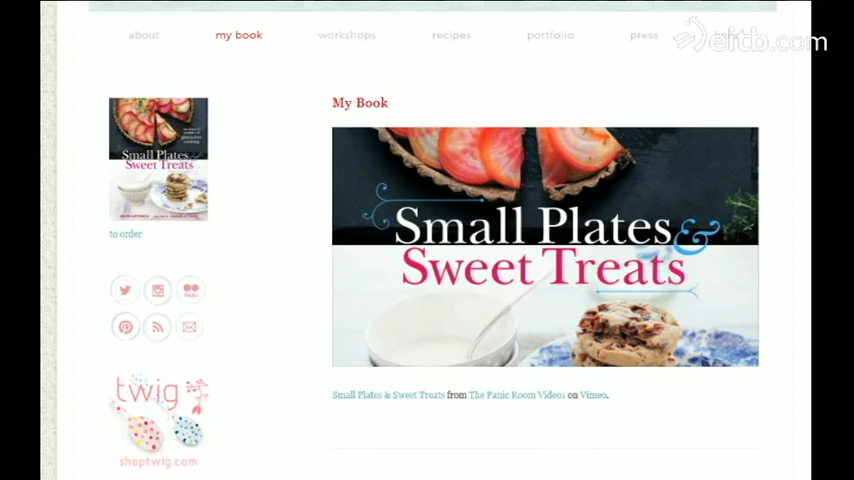 about my book workshops recipes portfolio press
eitb.com
My Book
Small Plates &
Sweet Treats
to order
Small Plates &
Sweet Treats
twig
shoptwig.com
Small Plates & Sweet Treats from The Panic Room Videos on Vimeo.